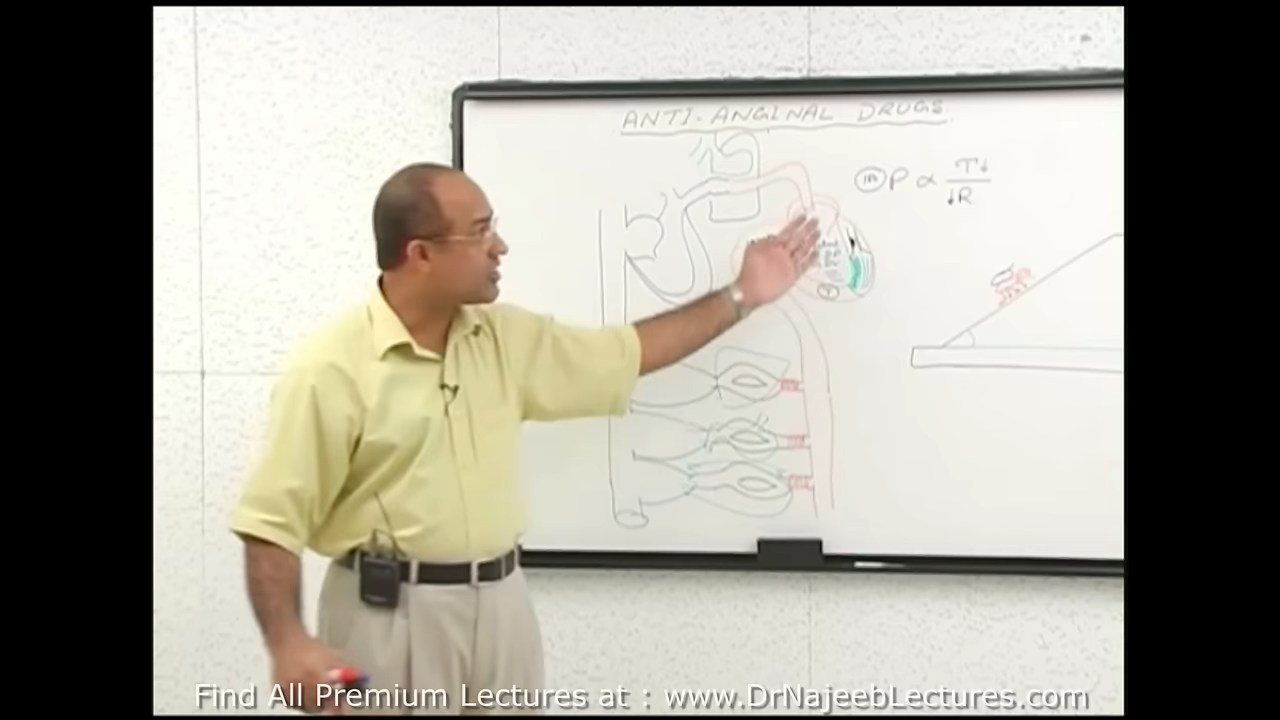 ANTI-ANGINAL DRUGS
P ∝ T↓
↓R
Find All Premium Lectures at : www.DrNajeebLectures.com